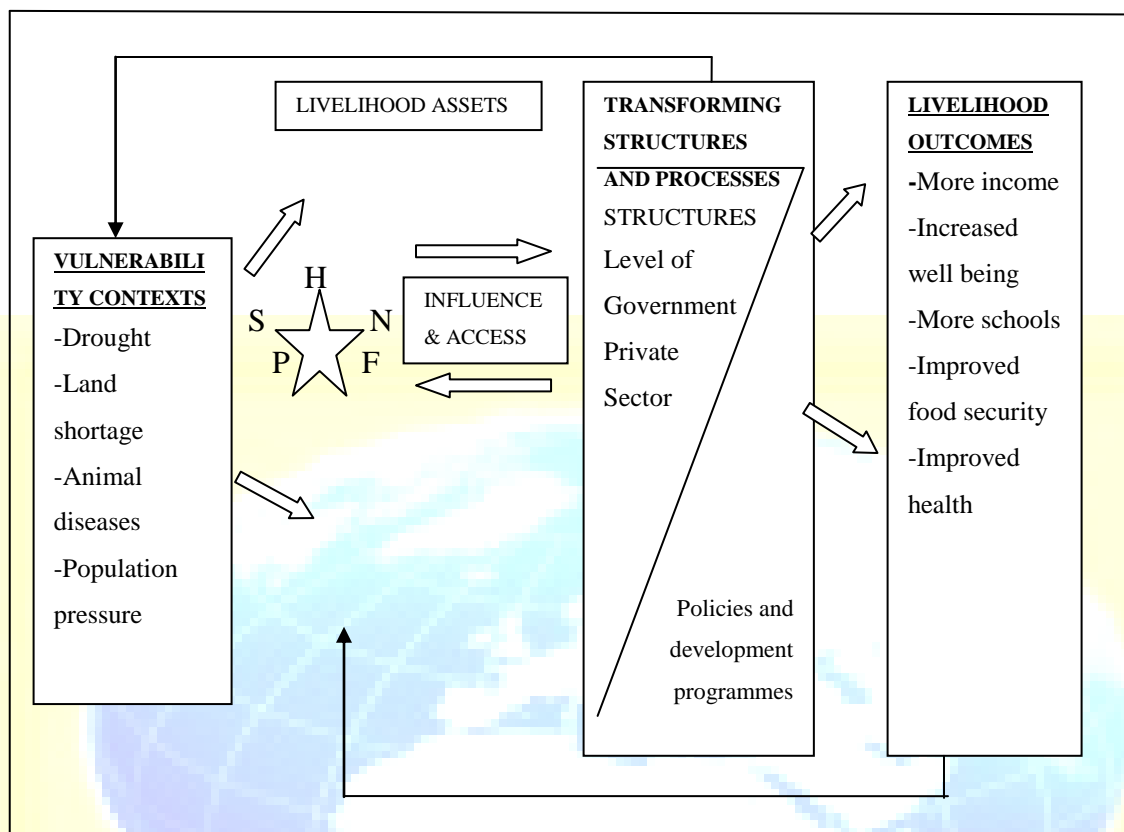 LIVELIHOOD ASSETS
VULNERABILI
TY CONTEXTS
-Drought
-Land
shortage
-Animal
diseases
-Population
pressure
H
S
N
P
F
INFLUENCE
& ACCESS
TRANSFORMING
STRUCTURES
AND PROCESSES
STRUCTURES
Level of
Government
Private
Sector
Policies and
development
programmes
LIVELIHOOD
OUTCOMES
-More income
-Increased
well being
-More schools
-Improved
food security
-Improved
health